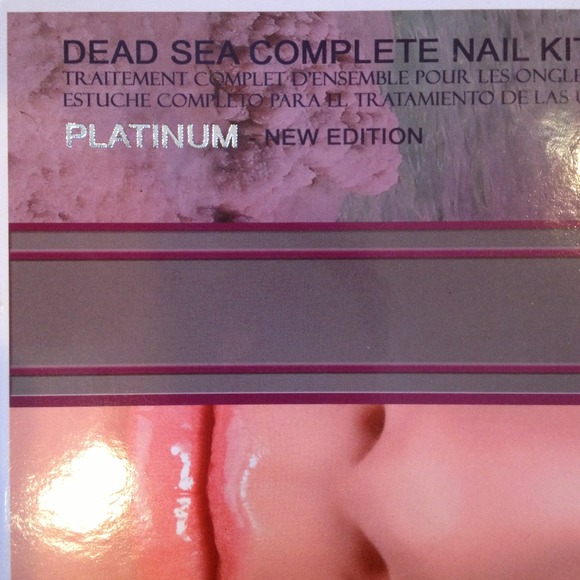 DEAD SEA COMPLETE NAIL KIT
TRAITEMENT COMPLET D'ENSEMBLE POUR LES ONGLE
ESTUCHE COMPLETO PARA EL TRATAMIENTO DE LAS U
PLATINUM - NEW EDITION